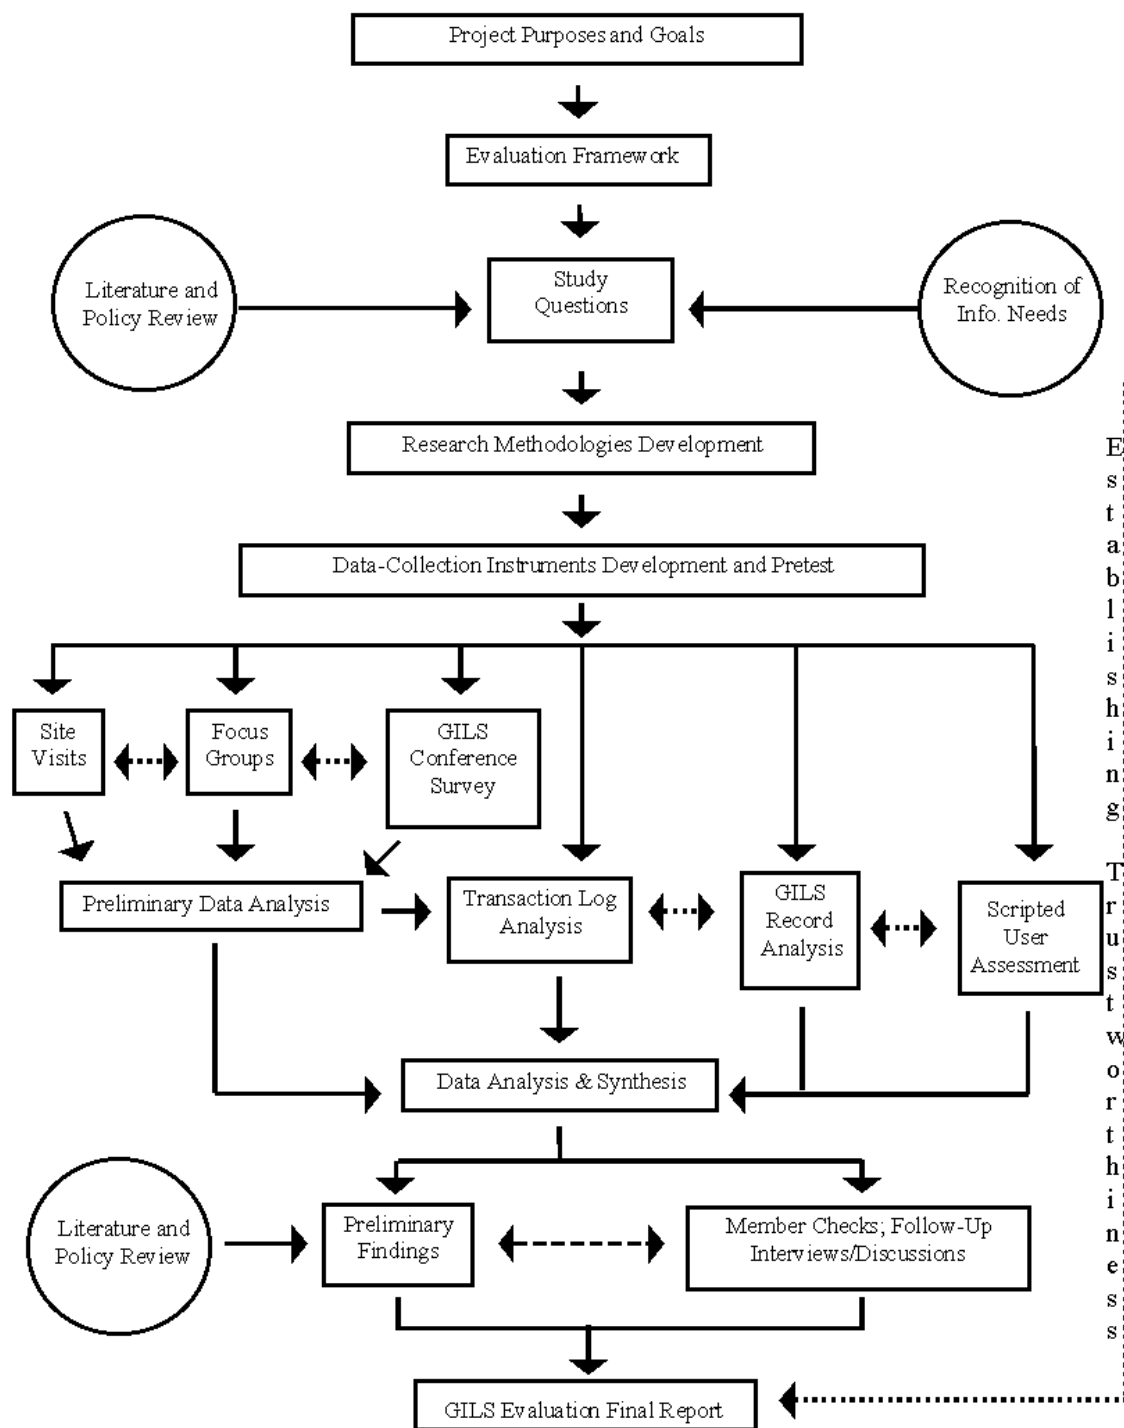 Project Purposes and Goals
Evaluation Framework
Literature and
Policy Review
Study
Questions
Recognition of
Info. Needs
Research Methodologies Development
Data-Collection Instruments Development and Pretest
Site
Visits
Focus
Groups
GILS
Conference
Survey
Preliminary Data Analysis
Transaction Log
Analysis
GILS
Record
Analysis
Scripted
User
Assessment
Data Analysis & Synthesis
Literature and
Policy Review
Preliminary
Findings
Member Checks; Follow-Up
Interviews/Discussions
GILS Evaluation Final Report
Establishing Trustworthiness